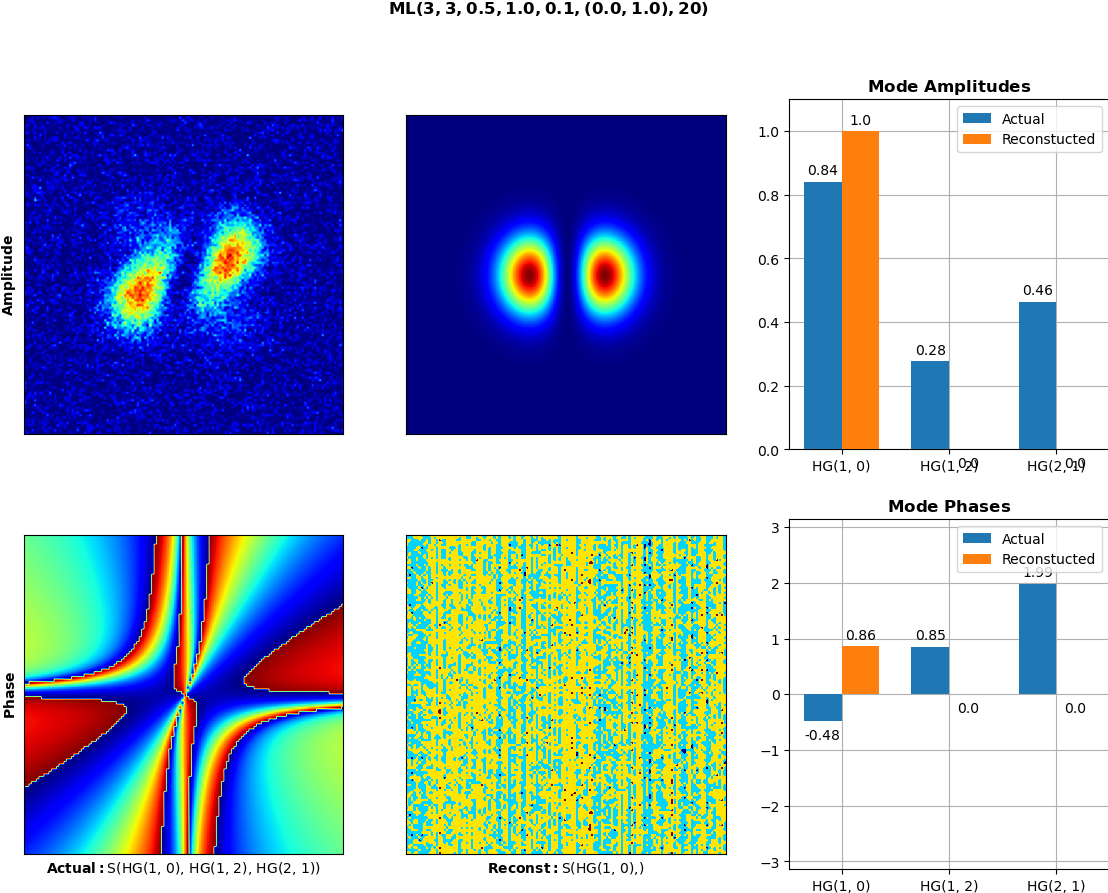 ML(3, 3, 0.5, 1.0, 0.1, (0.0, 1.0), 20)
Amplitude
Mode Amplitudes
Actual
Reconstucted
1.0
0.8
0.6
0.4
0.2
0.0
0.84
1.0
0.28
0.0
0.46
0.0
HG(1, 0)
HG(1, 2)
HG(2, 1)
Phase
Actual: S(HG(1, 0), HG(1, 2), HG(2, 1))
Reconst: S(HG(1, 0),)
Mode Phases
Actual
Reconstucted
3
2
1
0
−1
−2
−3
-0.48
0.86
0.85
0.0
1.99
0.0
HG(1, 0)
HG(1, 2)
HG(2, 1)